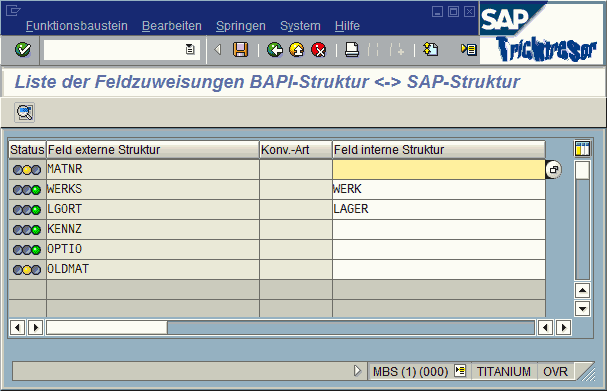 Funktionsbaustein Bearbeiten Springen System Hilfe
SAP
Tricktresor
Liste der Feldzuweisungen BAPI-Struktur <-> SAP-Struktur
Status Feld externe Struktur Konv.-Art Feld interne Struktur
MATNR
WERKS WERK
LGORT LAGER
KENNZ
OPTIO
OLDMAT
MBS (1) (000) TITANIUM OVR